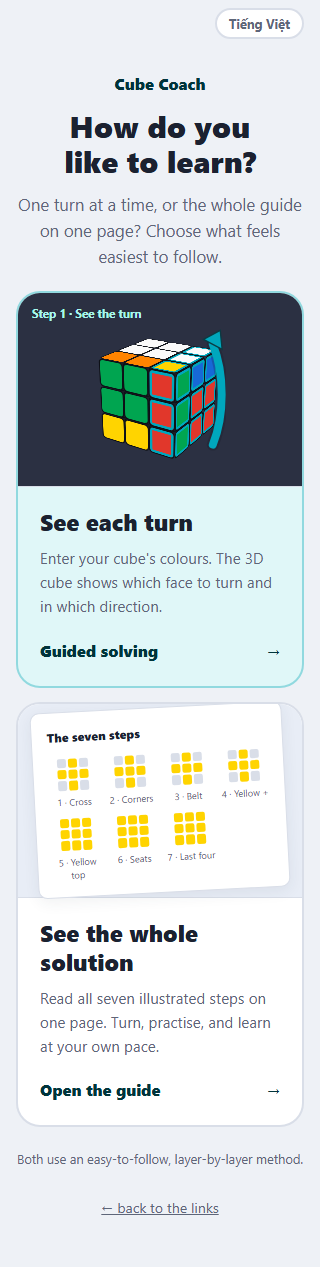 Tiếng Việt
Cube Coach
How do you
like to learn?
One turn at a time, or the whole guide
on one page? Choose what feels
easiest to follow.
Step 1 · See the turn
See each turn
Enter your cube's colours. The 3D
cube shows which face to turn and
in which direction.
Guided solving →
The seven steps
1 · Cross
2 · Corners
3 · Belt
4 · Yellow +
5 · Yellow
top
6 · Seats
7 · Last four
See the whole
solution
Read all seven illustrated steps on
one page. Turn, practise, and learn
at your own pace.
Open the guide →
Both use an easy-to-follow, layer-by-layer method.
← back to the links